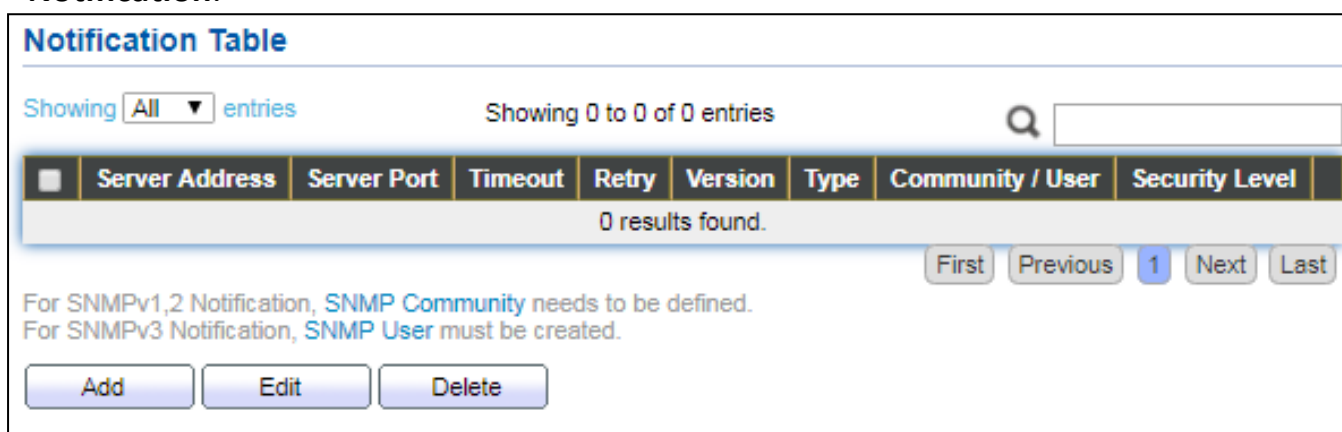 Notification.
Notification Table
Showing All ▼ entries
Showing 0 to 0 of 0 entries
Server Address Server Port Timeout Retry Version Type Community / User Security Level
0 results found.
First Previous 1 Next Last
For SNMPv1,2 Notification, SNMP Community needs to be defined.
For SNMPv3 Notification, SNMP User must be created.
Add Edit Delete